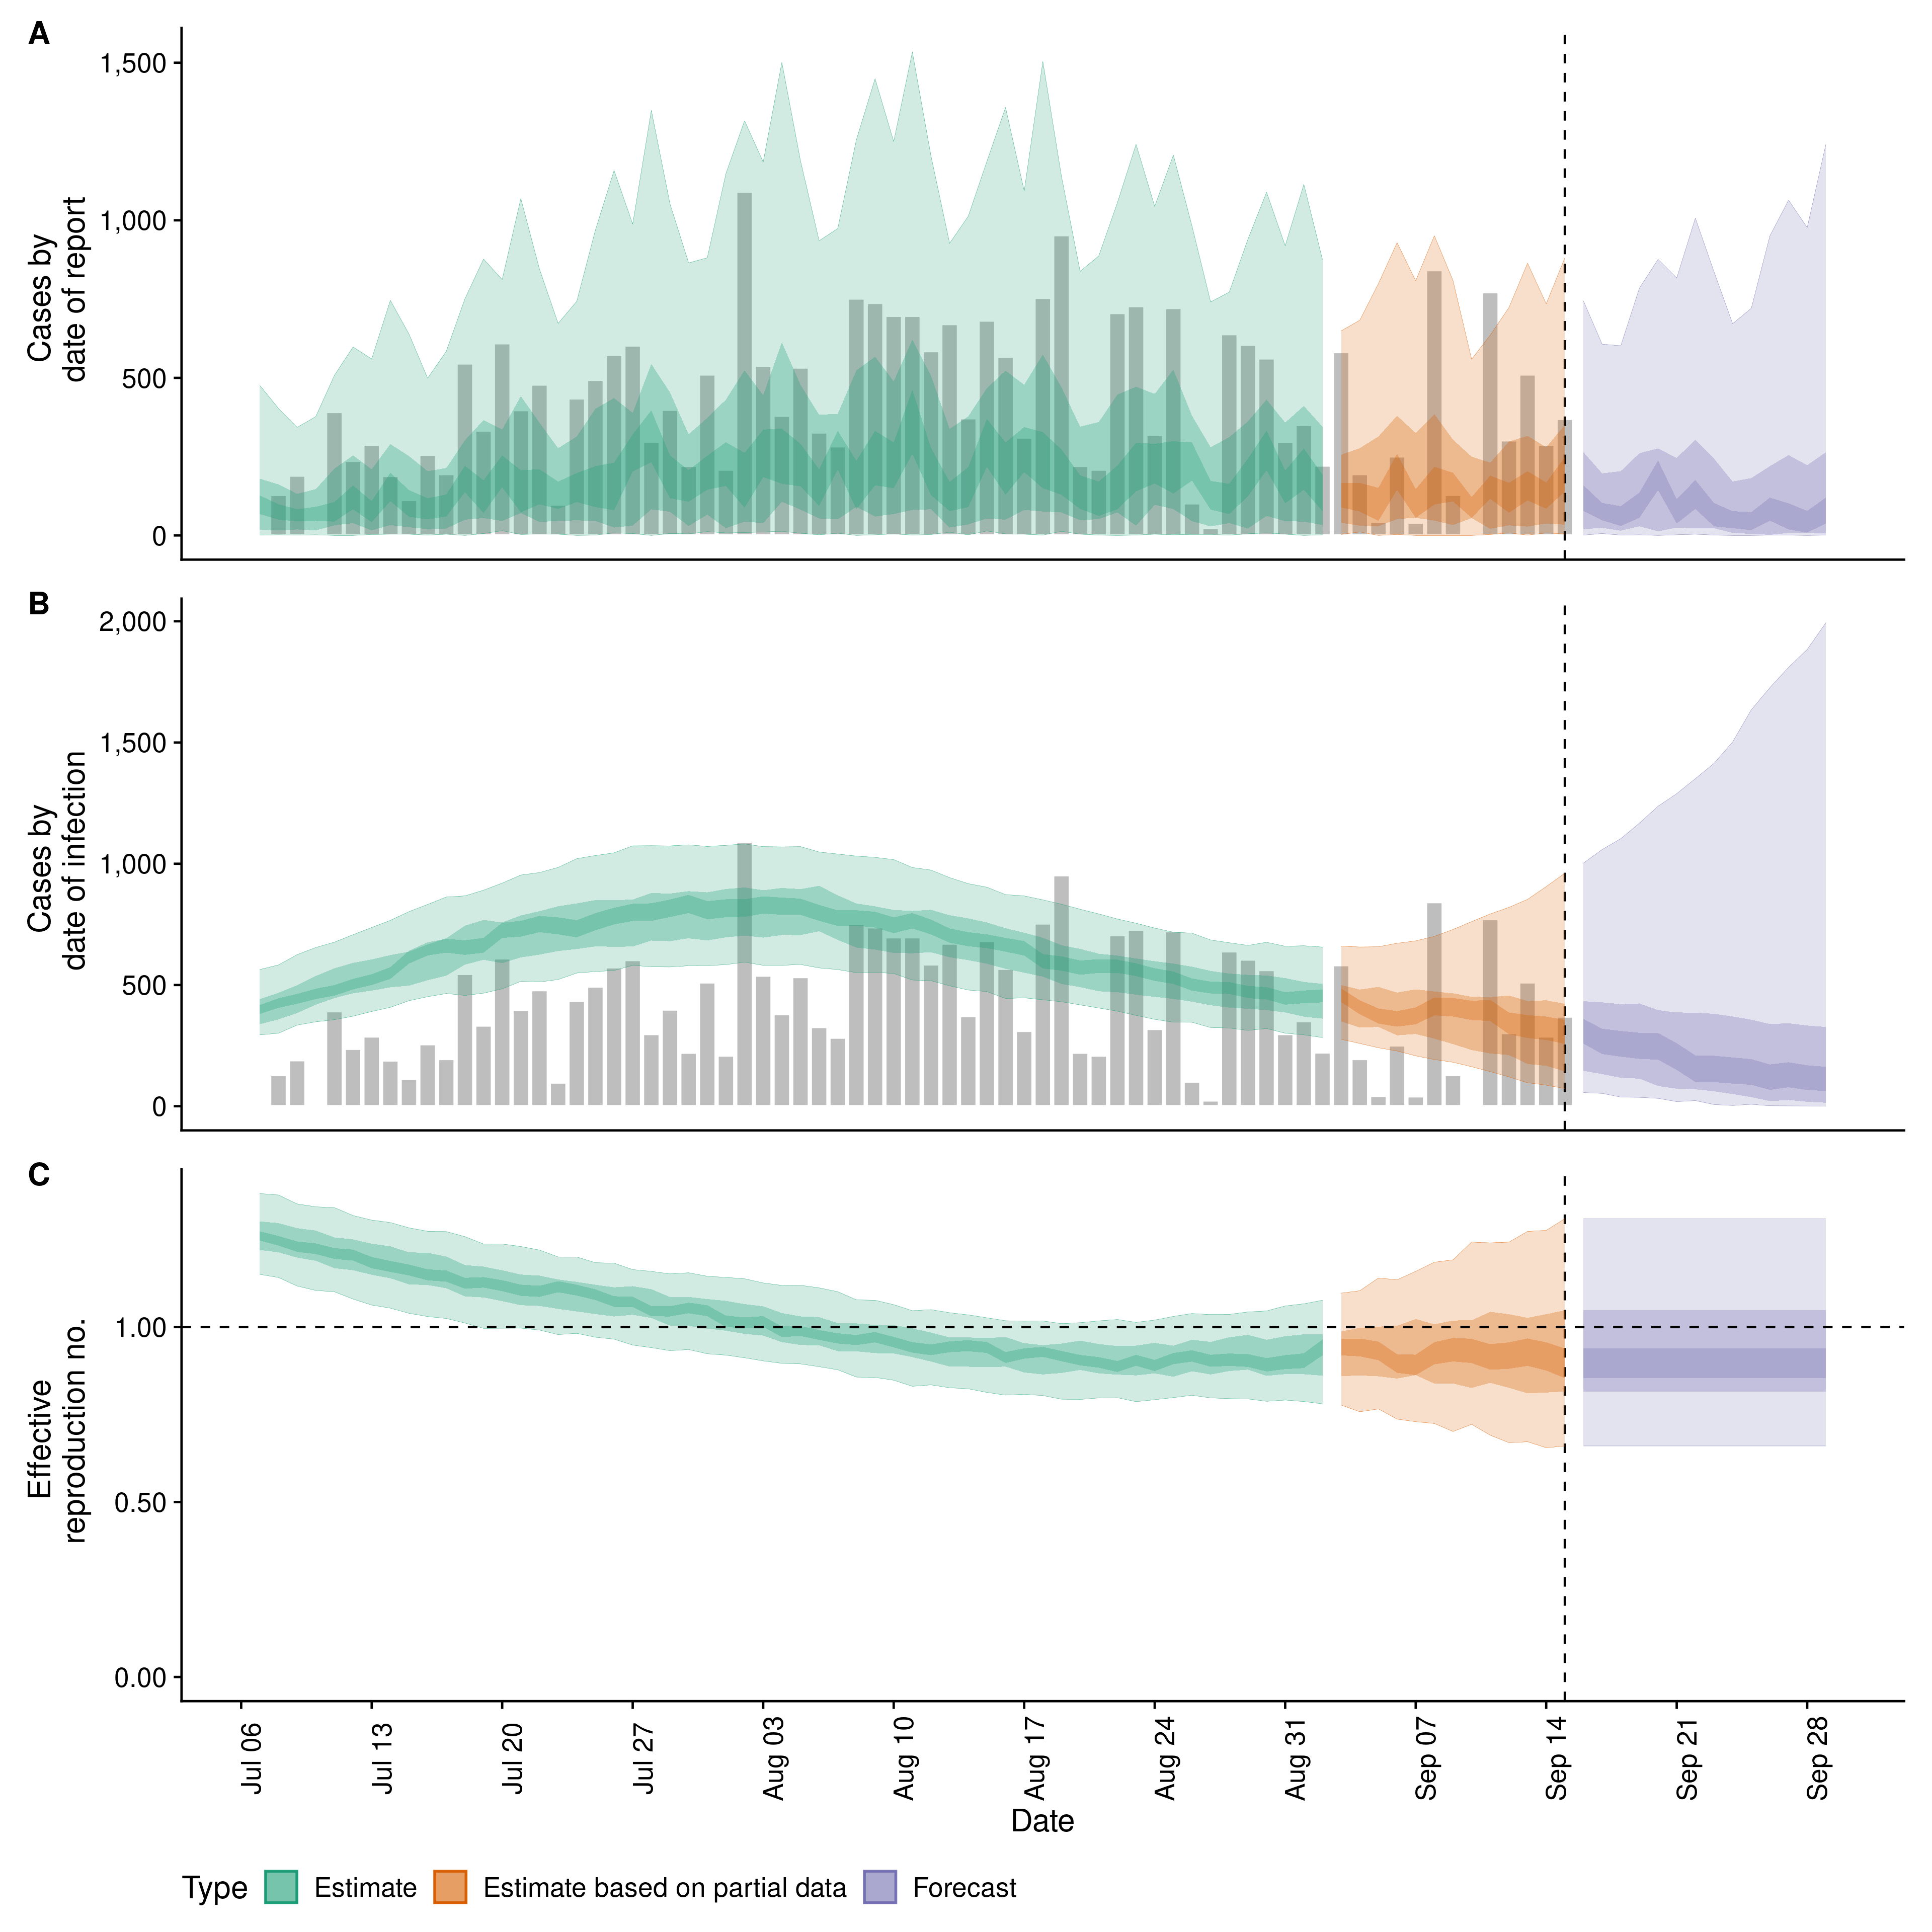 A
1,500
1,000
500
0
Cases by
date of report
B
2,000
1,500
1,000
500
0
Cases by
date of infection
C
1.00
0.50
0.00
Effective
reproduction no.
Jul 06
Jul 13
Jul 20
Jul 27
Aug 03
Aug 10
Aug 17
Aug 24
Aug 31
Sep 07
Sep 14
Sep 21
Sep 28
Date
Type Estimate Estimate based on partial data Forecast